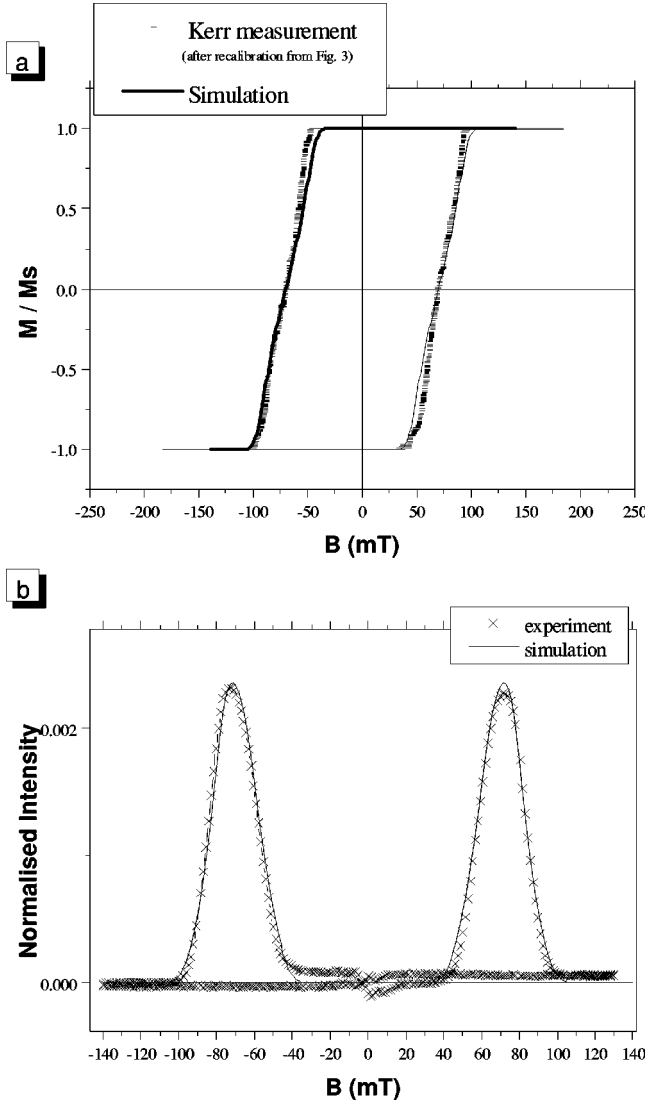 a
Kerr measurement
(after recalibration from Fig. 3)
Simulation
1.0
0.5
0.0
-0.5
-1.0
M / Ms
-250 -200 -150 -100 -50 0 50 100 150 200 250
B (mT)
b
experiment
simulation
0.002
0.000
Normalised Intensity
-140 -120 -100 -80 -60 -40 -20 0 20 40 60 80 100 120 140
B (mT)